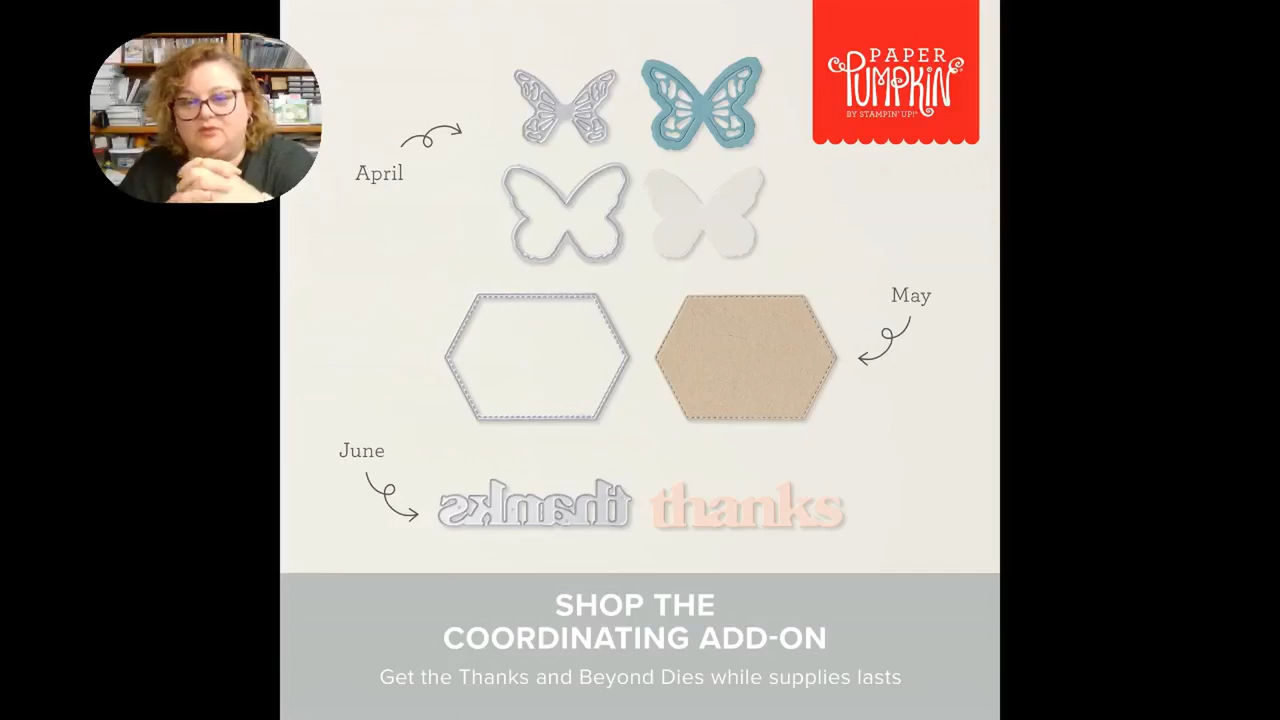 PAPER
PUMPKIN®
BY STAMPIN' UP!®
April
May
June
thanks
thanks
SHOP THE
COORDINATING ADD-ON
Get the Thanks and Beyond Dies while supplies lasts